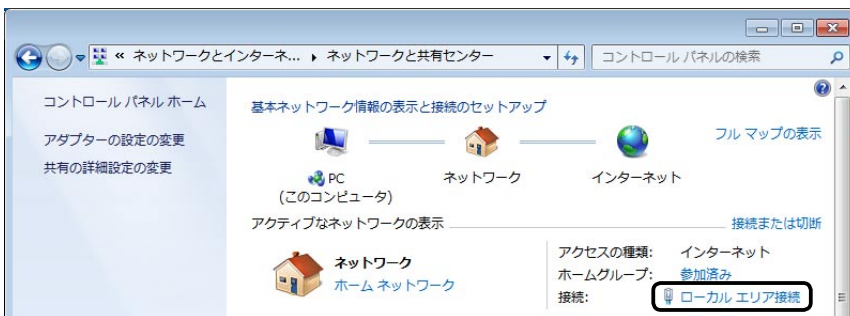 « ネットワークとインターネ... ▸ ネットワークと共有センター
コントロール パネルの検索
コントロール パネル ホーム
アダプターの設定の変更
共有の詳細設定の変更
基本ネットワーク情報の表示と接続のセットアップ
フル マップの表示
PC
(このコンピュータ)
ネットワーク
インターネット
アクティブなネットワークの表示
接続または切断
ネットワーク
ホーム ネットワーク
アクセスの種類: インターネット
ホームグループ: 参加済み
接続: ローカル エリア接続